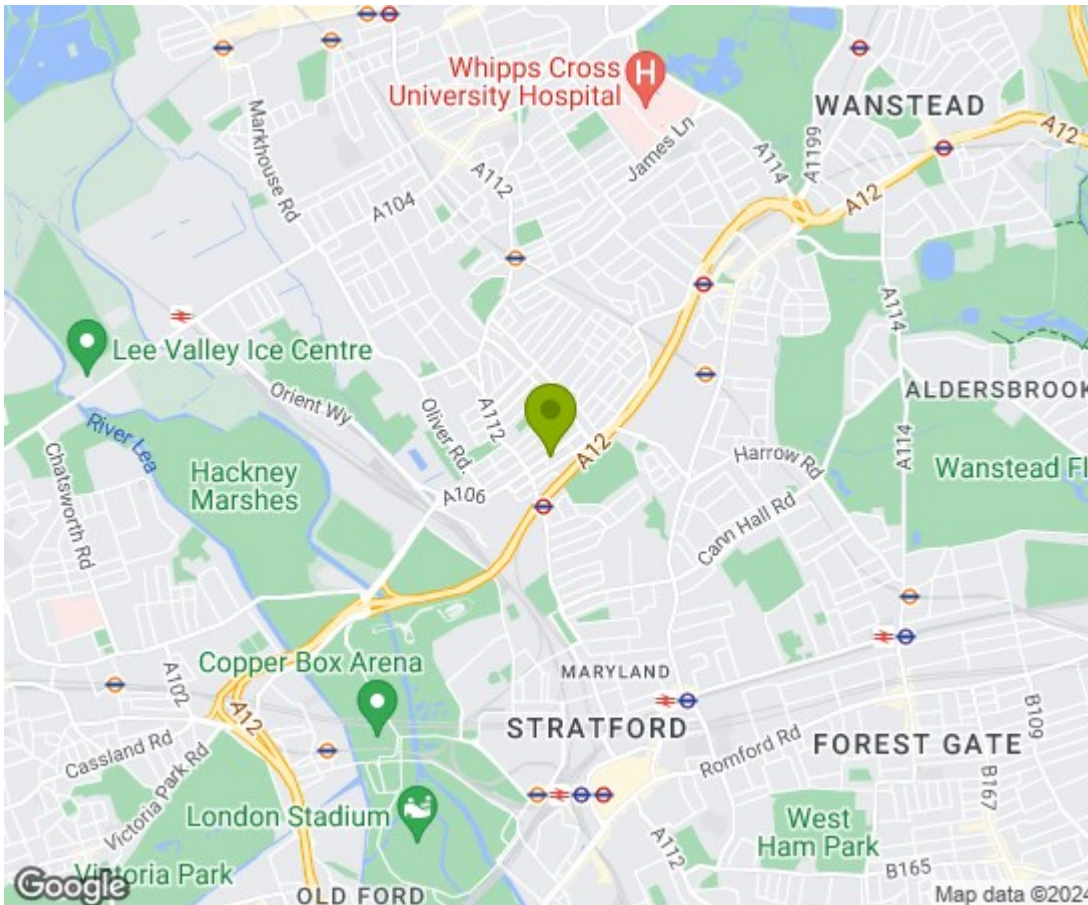 Whipps Cross
University Hospital
H
WANSTEAD
A12
Markhouse Rd
James Ln
A114
A1199
A112
A104
A12
A114
Lee Valley Ice Centre
Orient Wy
Oliver Rd.
A112
ALDERSBROOK
River Lea
Chatsworth Rd
Hackney
Marshes
A106
A12
Harrow Rd
A114
Wanstead Fl
Cann Hall Rd
MARYLAND
Copper Box Arena
A102
A12
STRATFORD
Romford Rd
FOREST GATE
B109
Cassland Rd
Victoria Park Rd
B167
London Stadium
West
Ham Park
A112
B165
Victoria Park
OLD FORD
Google
Map data ©2024